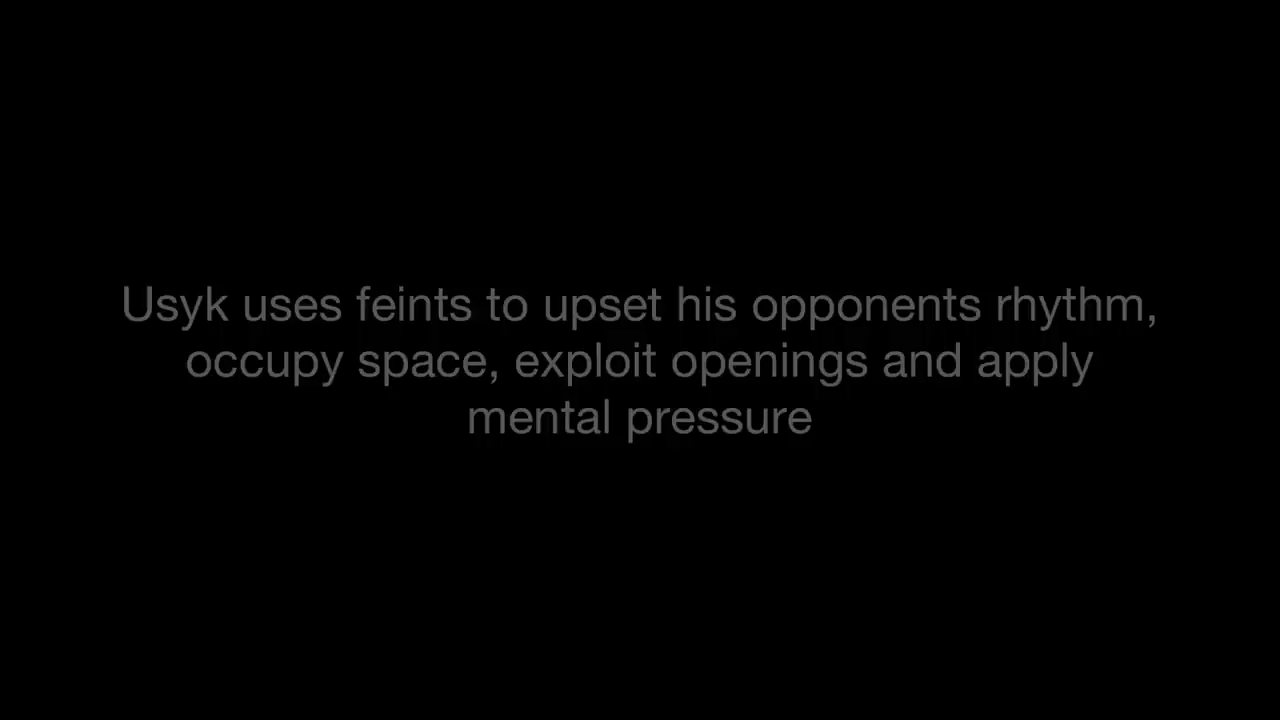 Usyk uses feints to upset his opponents rhythm,
occupy space, exploit openings and apply
mental pressure